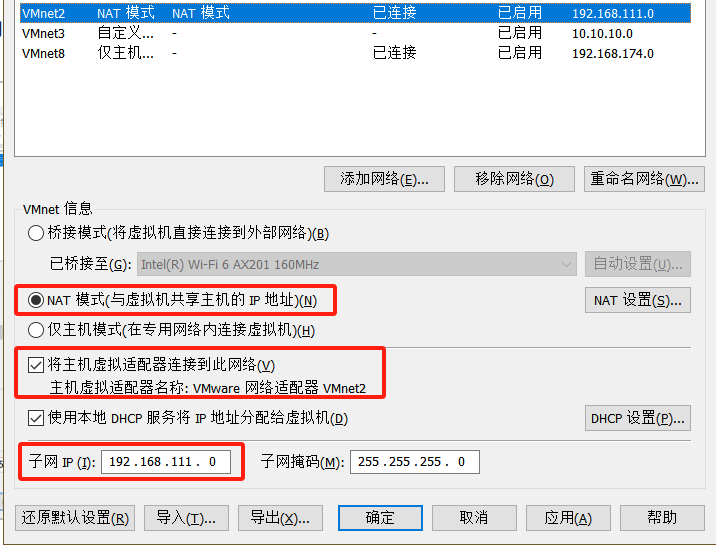 VMnet2 NAT 模式 NAT 模式 已连接 已启用 192.168.111.0
VMnet3 自定义... - - 已启用 10.10.10.0
VMnet8 仅主机... - 已连接 已启用 192.168.174.0
添加网络(E)... 移除网络(O) 重命名网络(W)...
VMnet 信息
桥接模式(将虚拟机直接连接到外部网络)(B)
已桥接至(G): Intel(R) Wi-Fi 6 AX201 160MHz 自动设置(U)...
NAT 模式(与虚拟机共享主机的 IP 地址)(N) NAT 设置(S)...
仅主机模式(在专用网络内连接虚拟机)(H)
将主机虚拟适配器连接到此网络(V)
主机虚拟适配器名称: VMware 网络适配器 VMnet2
使用本地 DHCP 服务将 IP 地址分配给虚拟机(D) DHCP 设置(P)...
子网 IP (I): 192.168.111. 0 子网掩码(M): 255.255.255. 0
还原默认设置(R) 导入(T)... 导出(X)... 确定 取消 应用(A) 帮助